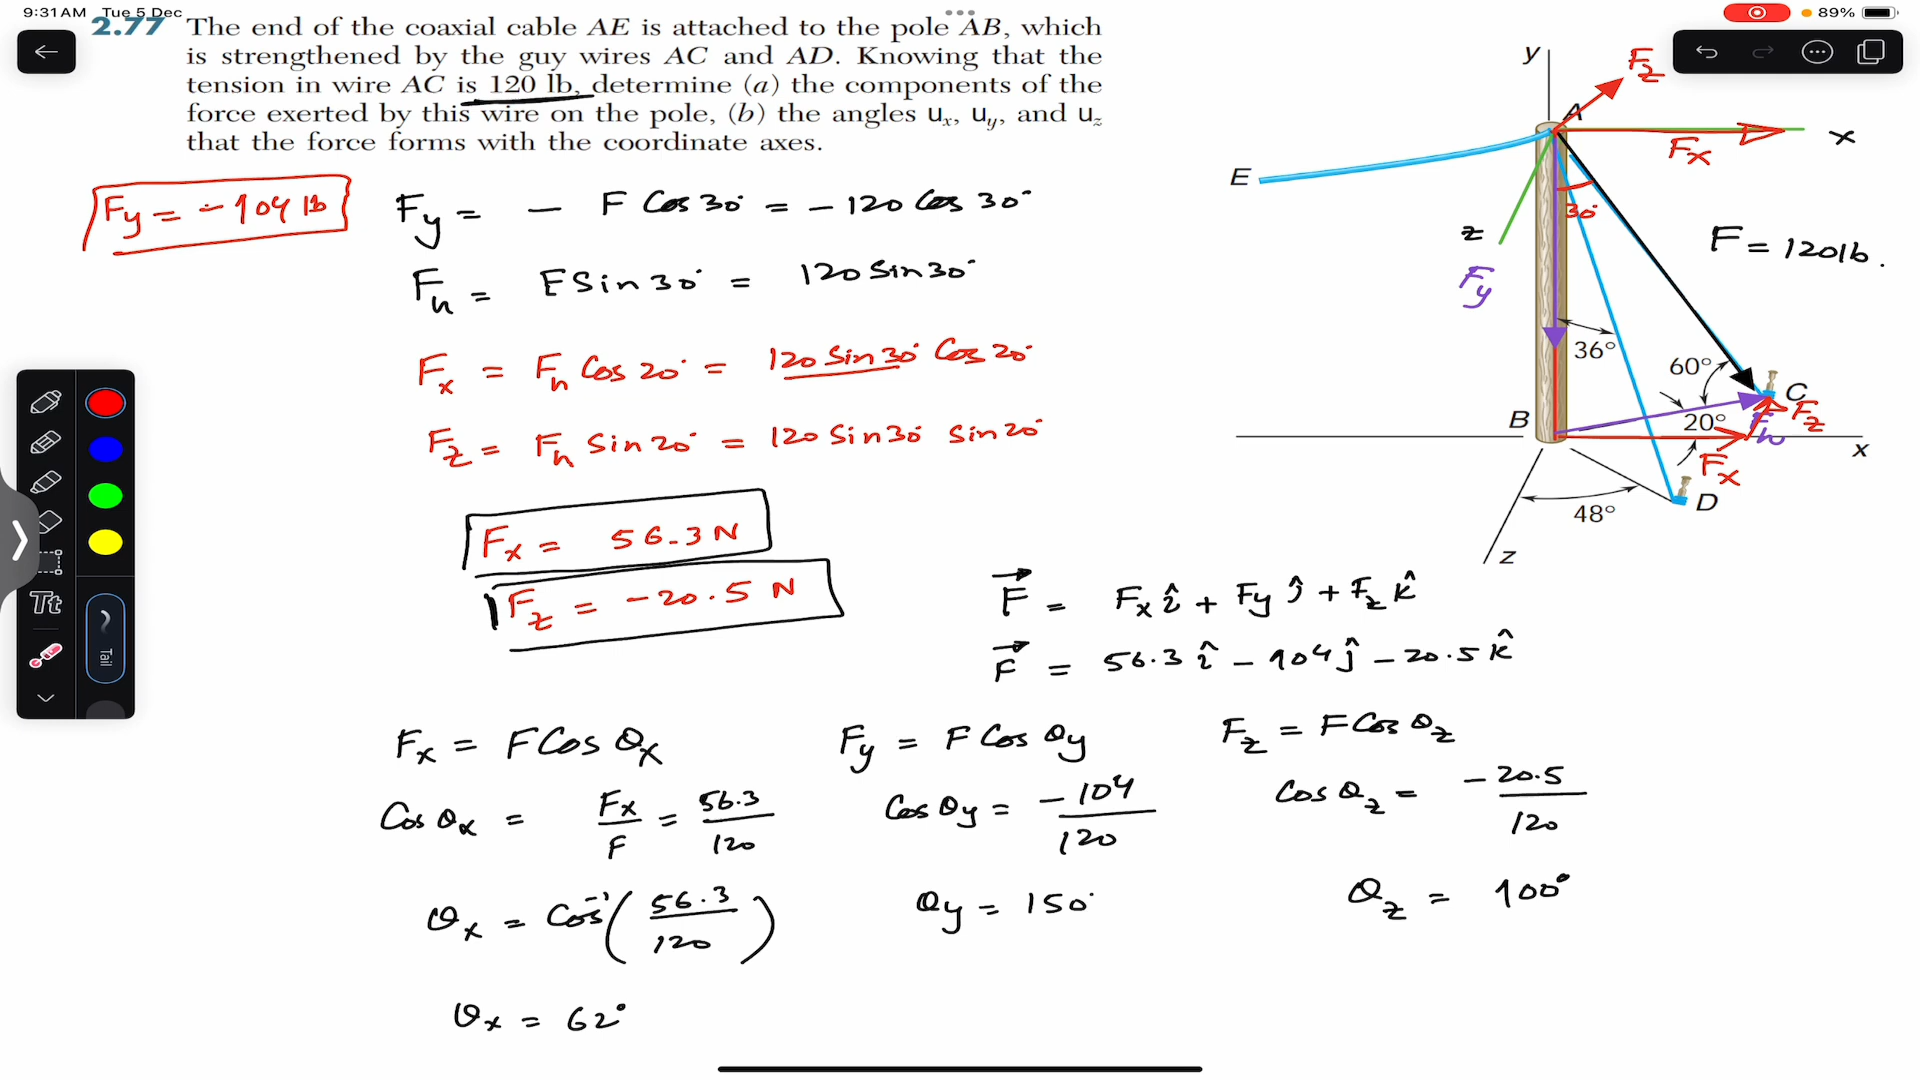 9:31AM Tue 5 Dec
89%
2.77 The end of the coaxial cable AE is attached to the pole AB, which
is strengthened by the guy wires AC and AD. Knowing that the
tension in wire AC is 120 lb, determine (a) the components of the
force exerted by this wire on the pole, (b) the angles ux, uy, and uz
that the force forms with the coordinate axes.
Fy = -104 lb
Fy = - F Cos 30° = - 120 Cos 30°
Fh = F Sin 30° = 120 Sin 30°
Fx = Fh Cos 20° = 120 Sin 30° Cos 20°
Fz = Fh Sin 20° = 120 Sin 30° Sin 20°
Fx = 56.3 N
Fz = -20.5 N
y
Fz
A
x
Fx
E
30°
z
F = 120 lb.
Fy
36°
60°
C
B
20°
Fz
Fh
x
Fx
D
48°
z
F = Fx î + Fy ĵ + Fz k̂
F = 56.3 î - 104 ĵ - 20.5 k̂
Fx = F Cos θx
Fy = F Cos θy
Fz = F Cos θz
Cos θx = Fx/F = 56.3/120
Cos θy = -104/120
Cos θz = -20.5/120
θx = Cos⁻¹(56.3/120)
θy = 150°
θz = 100°
θx = 62°
Tt
Tail